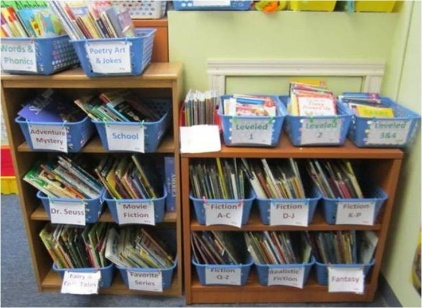 Words &
& Phonics
Poetry Art
& Jokes
Adventure
Mystery
School
Dr. Seuss
Movie
Fiction
Fairy &
Folk Tales
Favorite
Series
Leveled
1
Leveled
2
Leveled
3&4
Fiction
A-C
Fiction
D-J
Fiction
K-P
Fiction
Q-Z
Realistic
Fiction
Fantasy